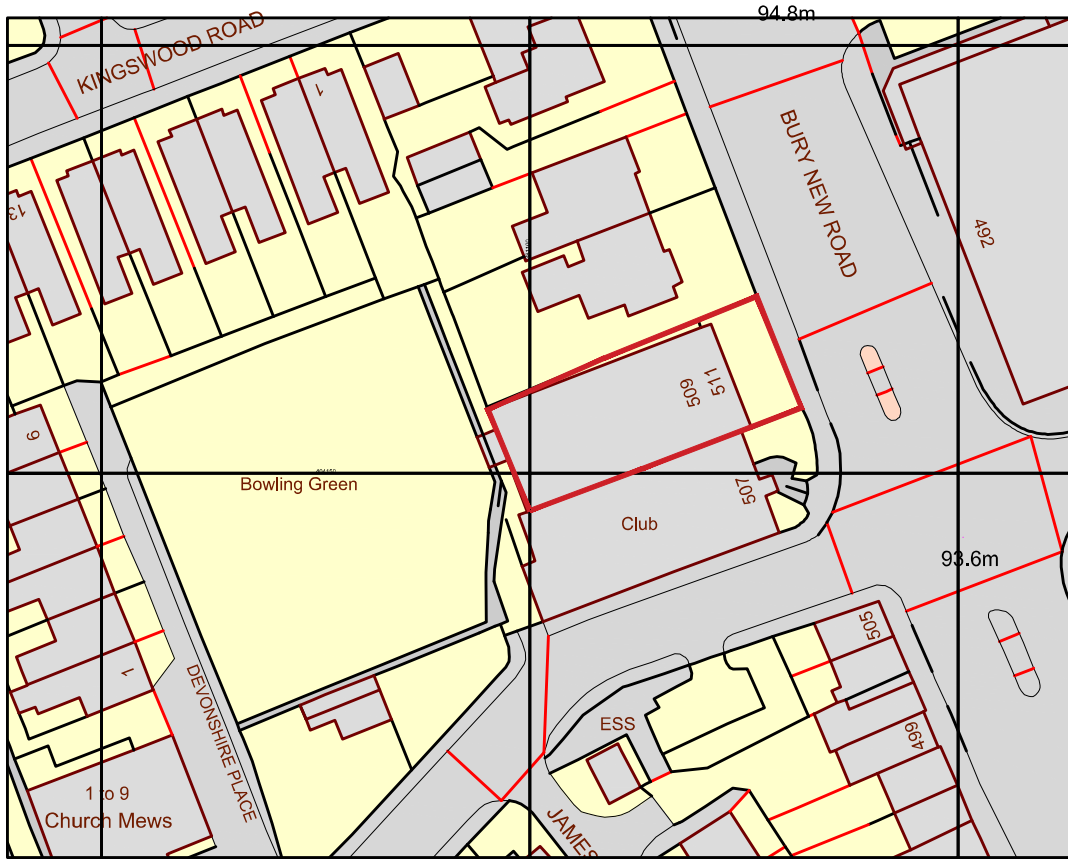 94.8m
KINGSWOOD ROAD
1
BURY NEW ROAD
13
492
511
509
9
Bowling Green
507
Club
93.6m
505
1
DEVONSHIRE PLACE
ESS
499
1 to 9
Church Mews
JAMES